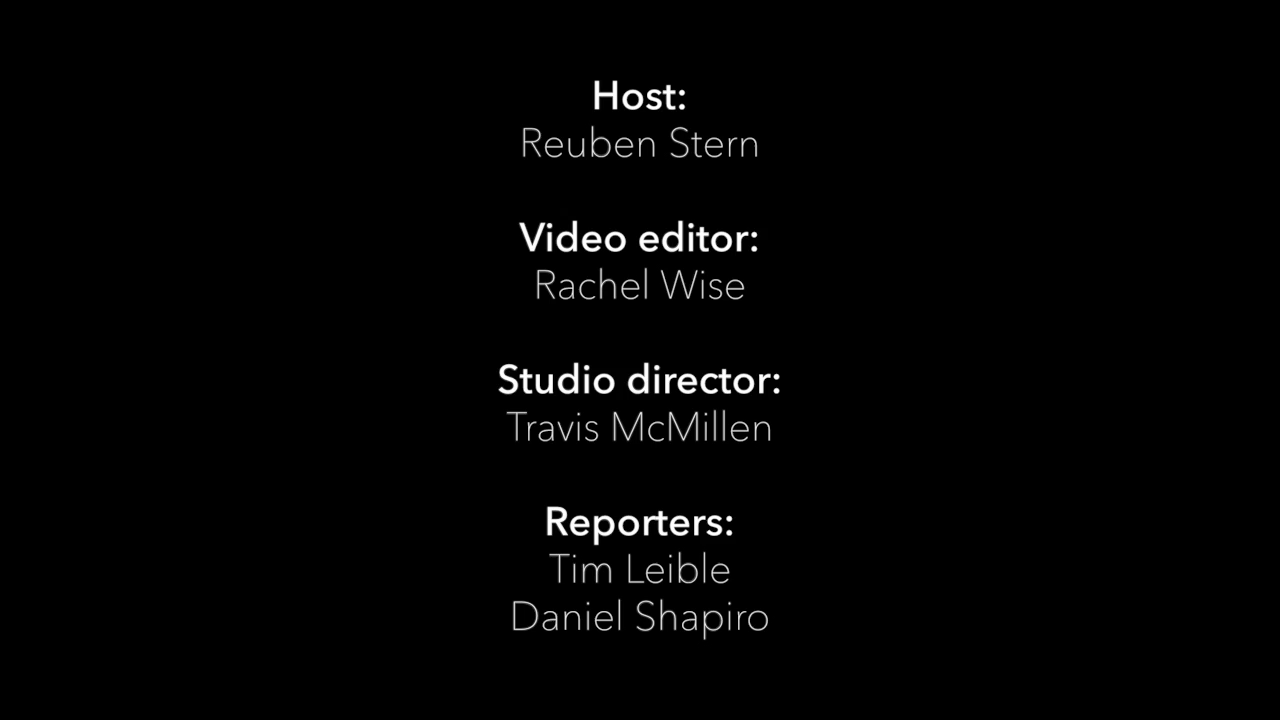 Host:
Reuben Stern
Video editor:
Rachel Wise
Studio director:
Travis McMillen
Reporters:
Tim Leible
Daniel Shapiro